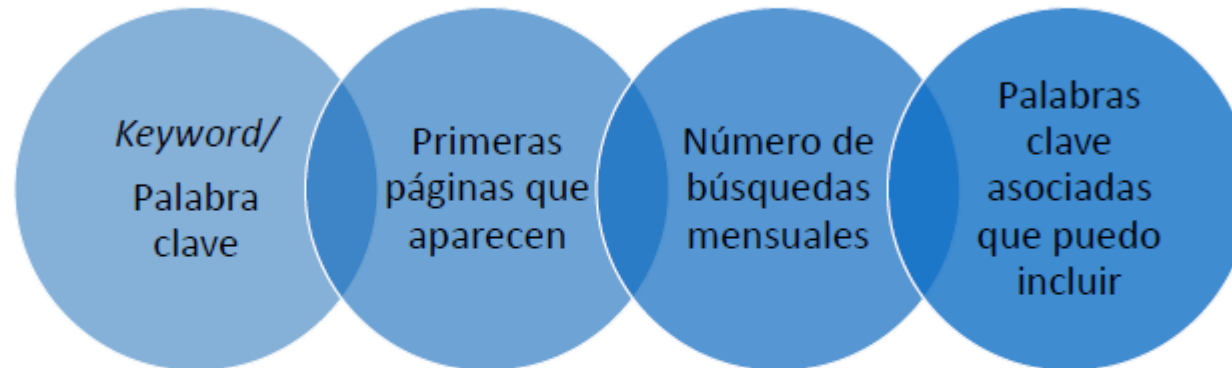 Keyword/
Palabra
clave
Primeras
páginas que
aparecen
Número de
búsquedas
mensuales
Palabras
clave
asociadas
que puedo
incluir